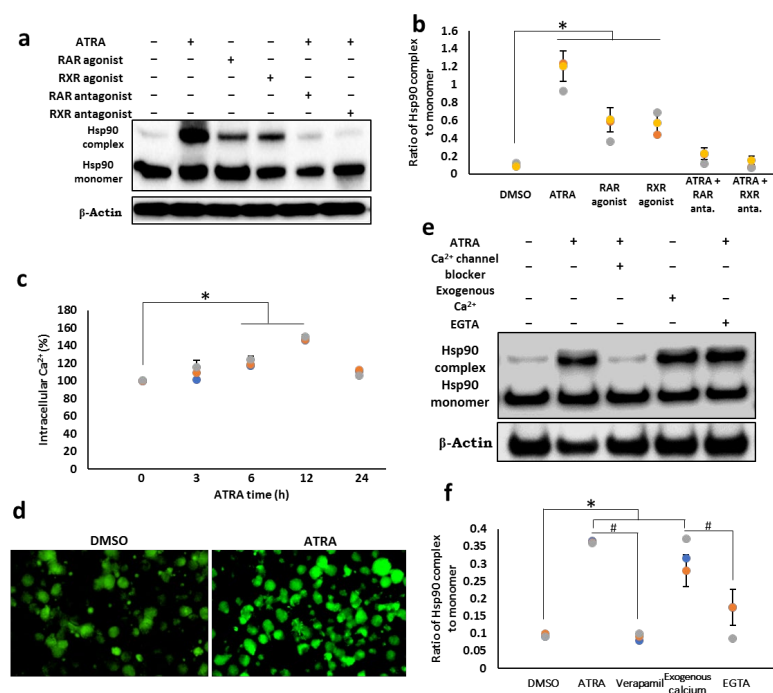 a
ATRA – + – – + +
RAR agonist – – + – – –
RXR agonist – – – + – –
RAR antagonist – – – – + –
RXR antagonist – – – – – +
Hsp90
complex
Hsp90
monomer
β-Actin
b
Ratio of Hsp90 complex
to monomer
1.6
1.4
1.2
1
0.8
0.6
0.4
0.2
0
*
DMSO
ATRA
RAR
agonist
RXR
agonist
ATRA +
RAR
anta.
ATRA +
RXR
anta.
c
Intracellular Ca²⁺ (%)
180
160
140
120
100
80
60
40
20
0
*
0 3 6 12 24
ATRA time (h)
d
DMSO ATRA
e
ATRA – + + – +
Ca²⁺ channel
blocker – – + – –
Exogenous
Ca²⁺ – – – + –
EGTA – – – – +
Hsp90
complex
Hsp90
monomer
β-Actin
f
Ratio of Hsp90 complex
to monomer
0.4
0.35
0.3
0.25
0.2
0.15
0.1
0.05
0
*
#
#
DMSO
ATRA
Verapamil
Exogenous
calcium
EGTA